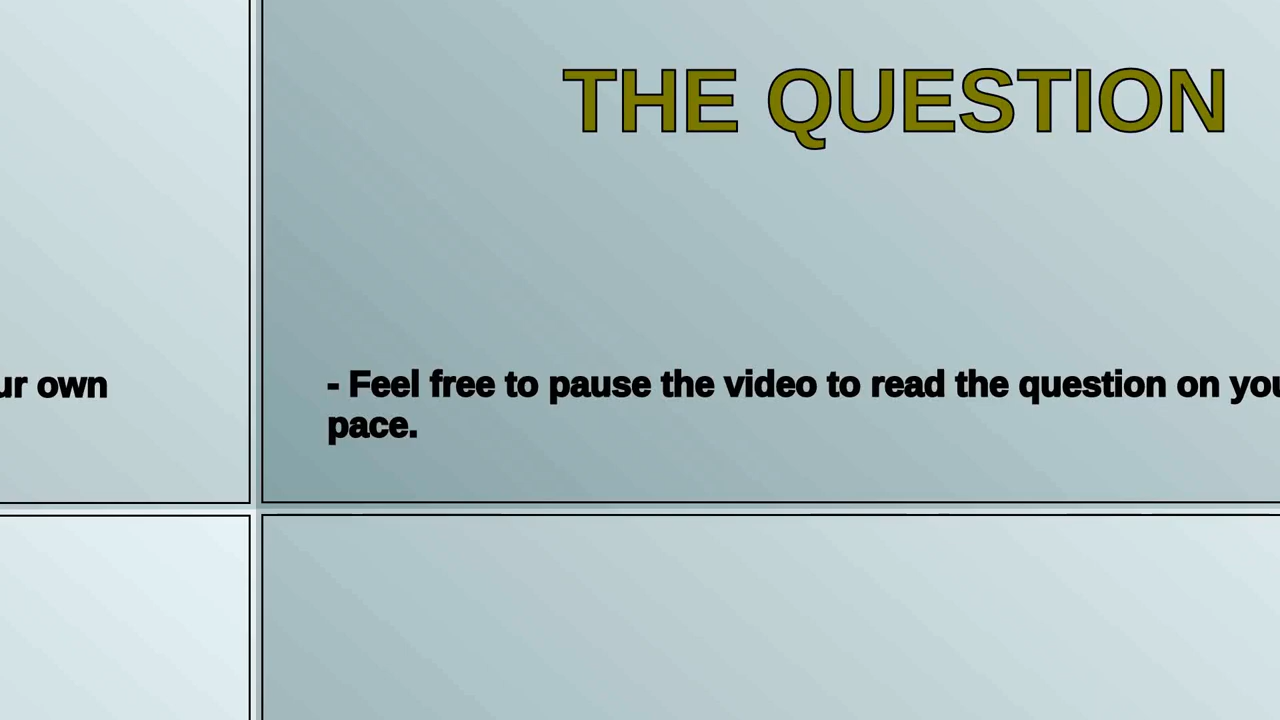 THE QUESTION
ur own
- Feel free to pause the video to read the question on you
pace.